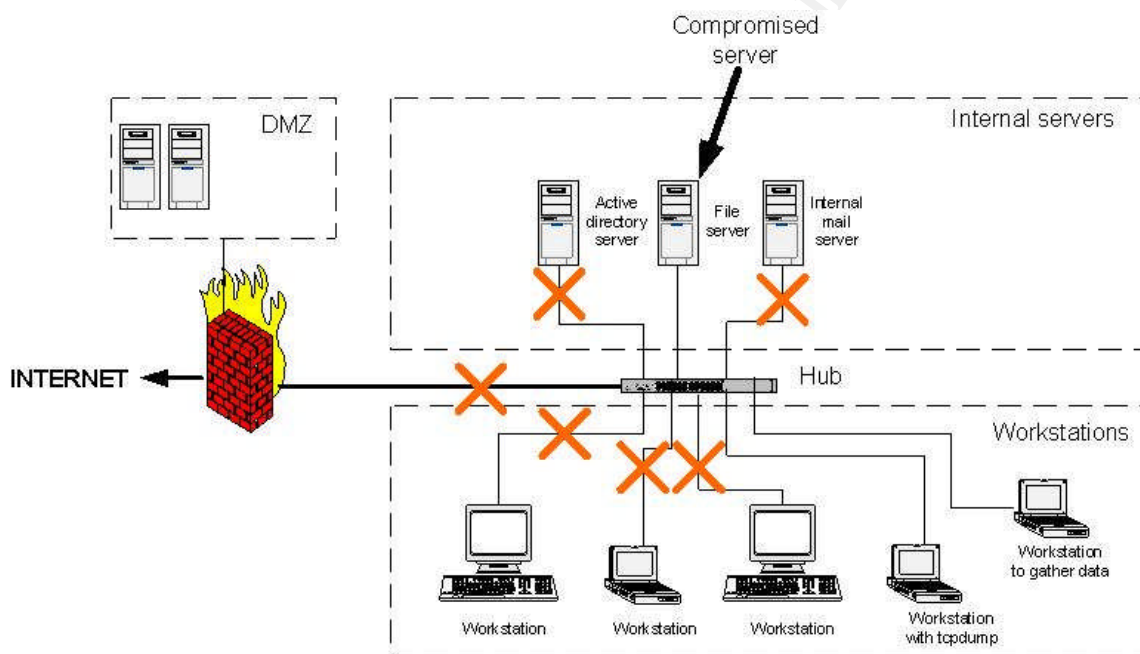 Compromised
server
DMZ
Internal servers
Active
directory
server
File
server
Internal
mail
server
INTERNET
Hub
Workstations
Workstation
Workstation
Workstation
Workstation
with tcpdump
Workstation
to gather data